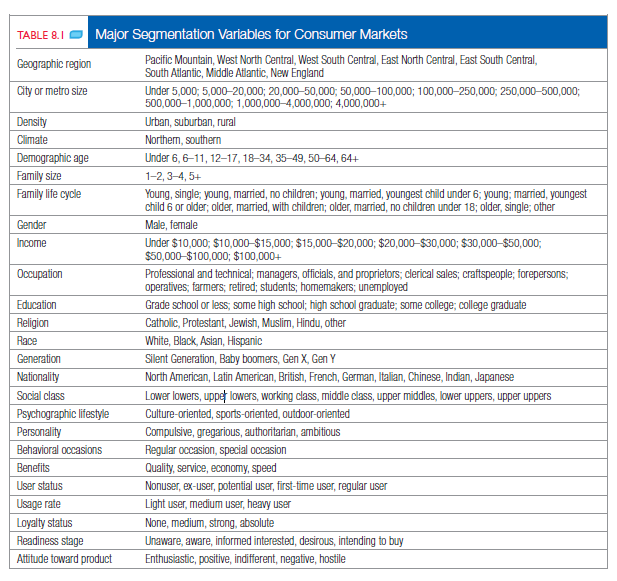 TABLE 8.1 Major Segmentation Variables for Consumer Markets
Geographic region Pacific Mountain, West North Central, West South Central, East North Central, East South Central,
South Atlantic, Middle Atlantic, New England
City or metro size Under 5,000; 5,000–20,000; 20,000–50,000; 50,000–100,000; 100,000–250,000; 250,000–500,000;
500,000–1,000,000; 1,000,000–4,000,000; 4,000,000+
Density Urban, suburban, rural
Climate Northern, southern
Demographic age Under 6, 6–11, 12–17, 18–34, 35–49, 50–64, 64+
Family size 1–2, 3–4, 5+
Family life cycle Young, single; young, married, no children; young, married, youngest child under 6; young; married, youngest
child 6 or older; older, married, with children; older, married, no children under 18; older, single; other
Gender Male, female
Income Under $10,000; $10,000–$15,000; $15,000–$20,000; $20,000–$30,000; $30,000–$50,000;
$50,000–$100,000; $100,000+
Occupation Professional and technical; managers, officials, and proprietors; clerical sales; craftspeople; forepersons;
operatives; farmers; retired; students; homemakers; unemployed
Education Grade school or less; some high school; high school graduate; some college; college graduate
Religion Catholic, Protestant, Jewish, Muslim, Hindu, other
Race White, Black, Asian, Hispanic
Generation Silent Generation, Baby boomers, Gen X, Gen Y
Nationality North American, Latin American, British, French, German, Italian, Chinese, Indian, Japanese
Social class Lower lowers, upper lowers, working class, middle class, upper middles, lower uppers, upper uppers
Psychographic lifestyle Culture-oriented, sports-oriented, outdoor-oriented
Personality Compulsive, gregarious, authoritarian, ambitious
Behavioral occasions Regular occasion, special occasion
Benefits Quality, service, economy, speed
User status Nonuser, ex-user, potential user, first-time user, regular user
Usage rate Light user, medium user, heavy user
Loyalty status None, medium, strong, absolute
Readiness stage Unaware, aware, informed interested, desirous, intending to buy
Attitude toward product Enthusiastic, positive, indifferent, negative, hostile